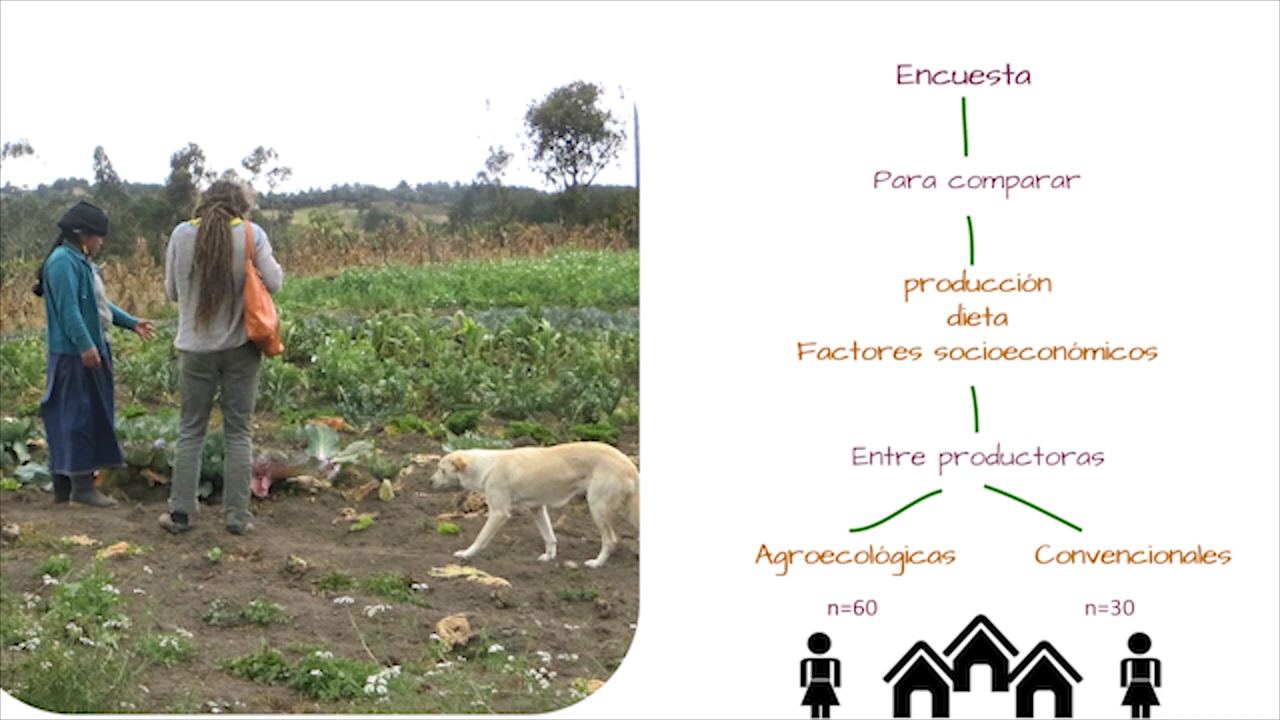 Encuesta
Para comparar
producción
dieta
Factores socioeconómicos
Entre productoras
Agroecológicas Convencionales
n=60 n=30